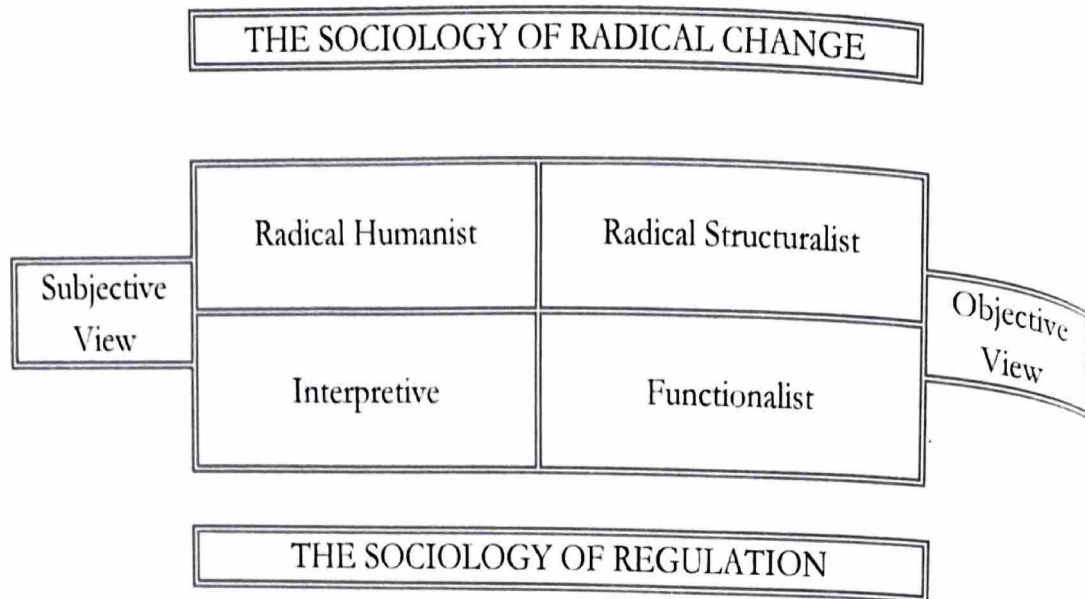 THE SOCIOLOGY OF RADICAL CHANGE
Radical Humanist
Radical Structuralist
Subjective
View
Objective
View
Interpretive
Functionalist
THE SOCIOLOGY OF REGULATION